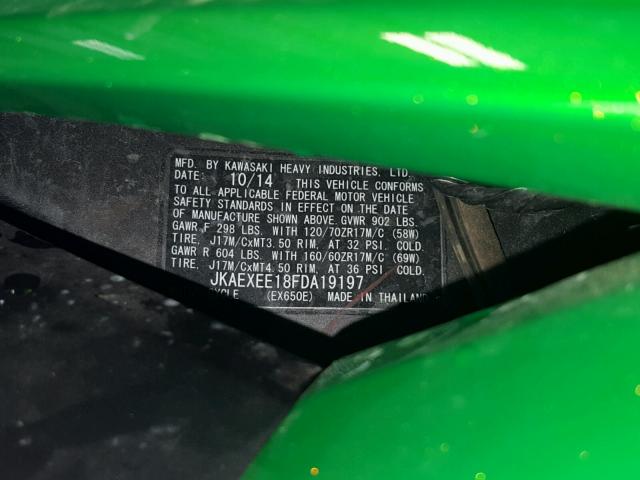 MFD. BY KAWASAKI HEAVY INDUSTRIES, LTD.
DATE: 10/14 THIS VEHICLE CONFORMS
TO ALL APPLICABLE FEDERAL MOTOR VEHICLE
SAFETY STANDARDS IN EFFECT ON THE DATE
OF MANUFACTURE SHOWN ABOVE. GVWR 902 LBS.
GAWR F 298 LBS. WITH 120/70ZR17M/C (58W)
TIRE, J17M/CxMT3.50 RIM, AT 32 PSI. COLD.
GAWR R 604 LBS. WITH 160/60ZR17M/C (69W)
TIRE, J17M/CxMT4.50 RIM, AT 36 PSI. COLD.
JKAEXEE18FDA19197
(EX650E) MADE IN THAILAND